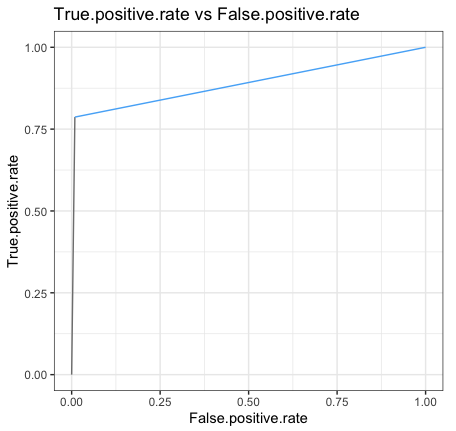 True.positive.rate vs False.positive.rate
1.00
0.75
0.50
0.25
0.00
True.positive.rate
0.00 0.25 0.50 0.75 1.00
False.positive.rate